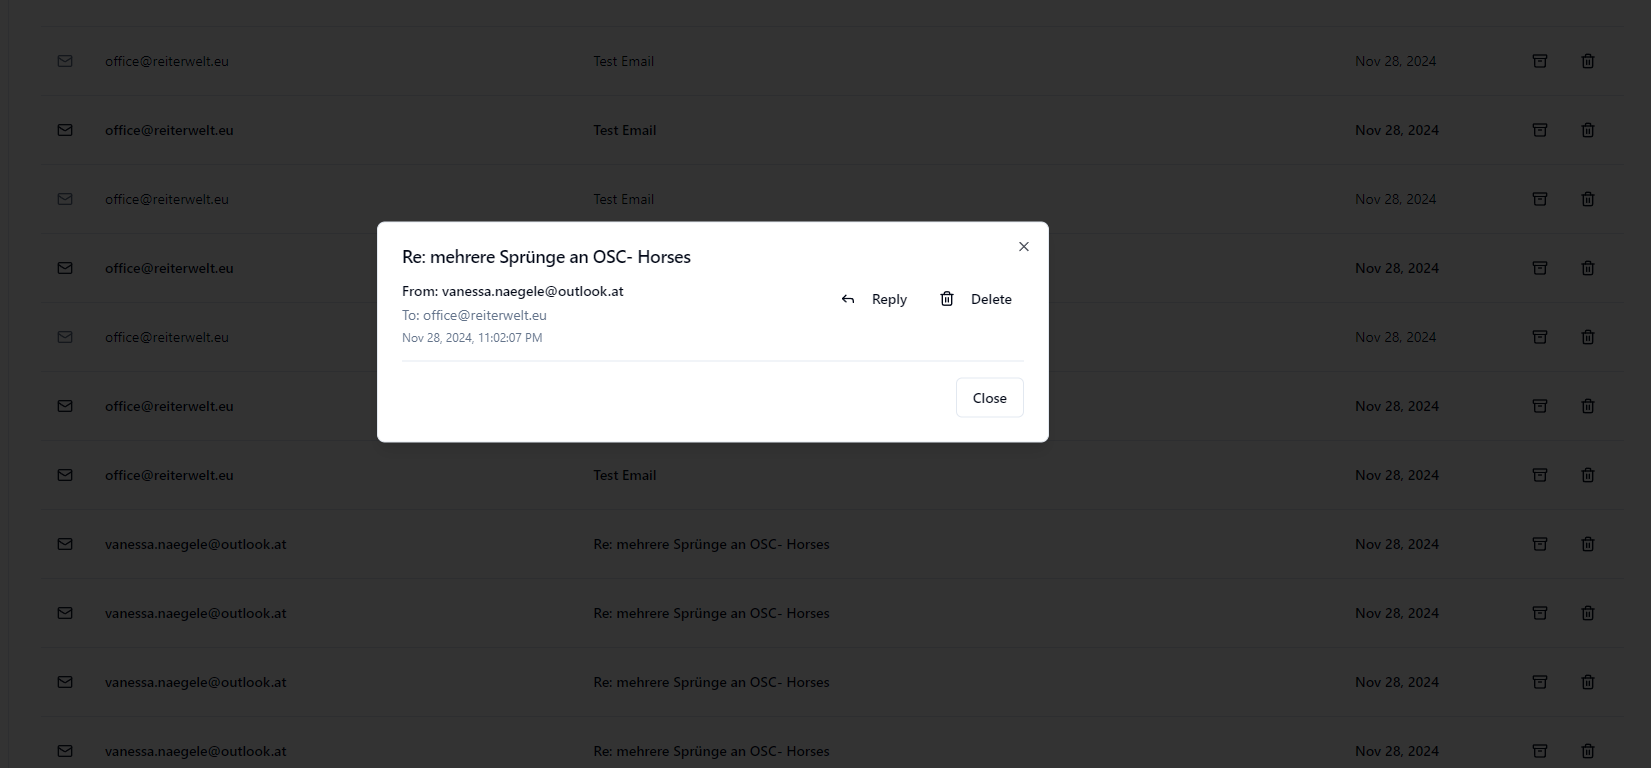 office@reiterwelt.eu Test Email Nov 28, 2024
office@reiterwelt.eu Test Email Nov 28, 2024
office@reiterwelt.eu Test Email Nov 28, 2024
office@reiterwelt.eu Nov 28, 2024
office@reiterwelt.eu Nov 28, 2024
office@reiterwelt.eu Nov 28, 2024
office@reiterwelt.eu Test Email Nov 28, 2024
vanessa.naegele@outlook.at Re: mehrere Sprünge an OSC- Horses Nov 28, 2024
vanessa.naegele@outlook.at Re: mehrere Sprünge an OSC- Horses Nov 28, 2024
vanessa.naegele@outlook.at Re: mehrere Sprünge an OSC- Horses Nov 28, 2024
vanessa.naegele@outlook.at Re: mehrere Sprünge an OSC- Horses Nov 28, 2024
Re: mehrere Sprünge an OSC- Horses
From: vanessa.naegele@outlook.at
Reply Delete
To: office@reiterwelt.eu
Nov 28, 2024, 11:02:07 PM
Close